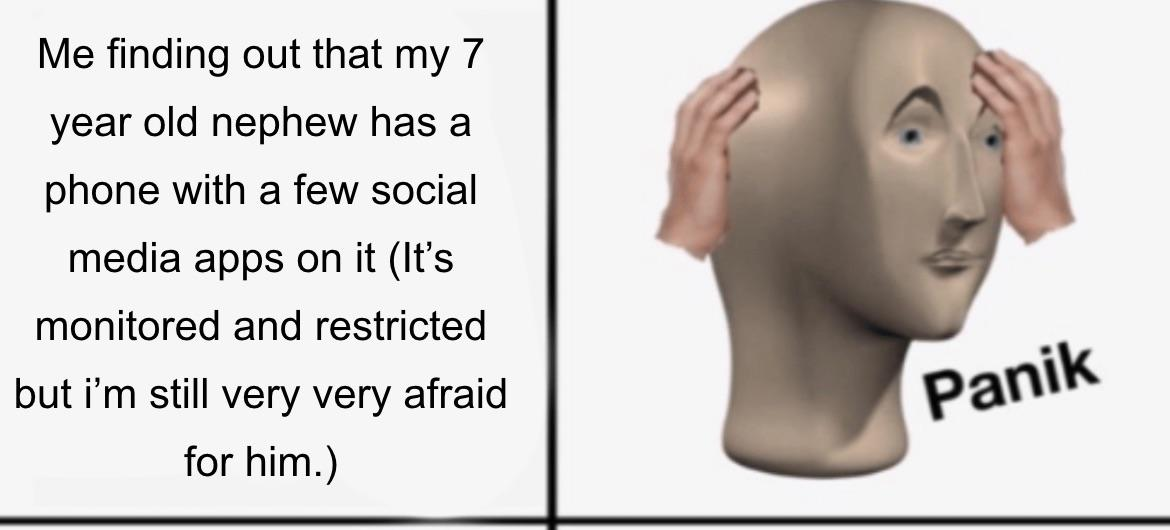 Me finding out that my 7
year old nephew has a
phone with a few social
media apps on it (It’s
monitored and restricted
but i’m still very very afraid
for him.)
Panik